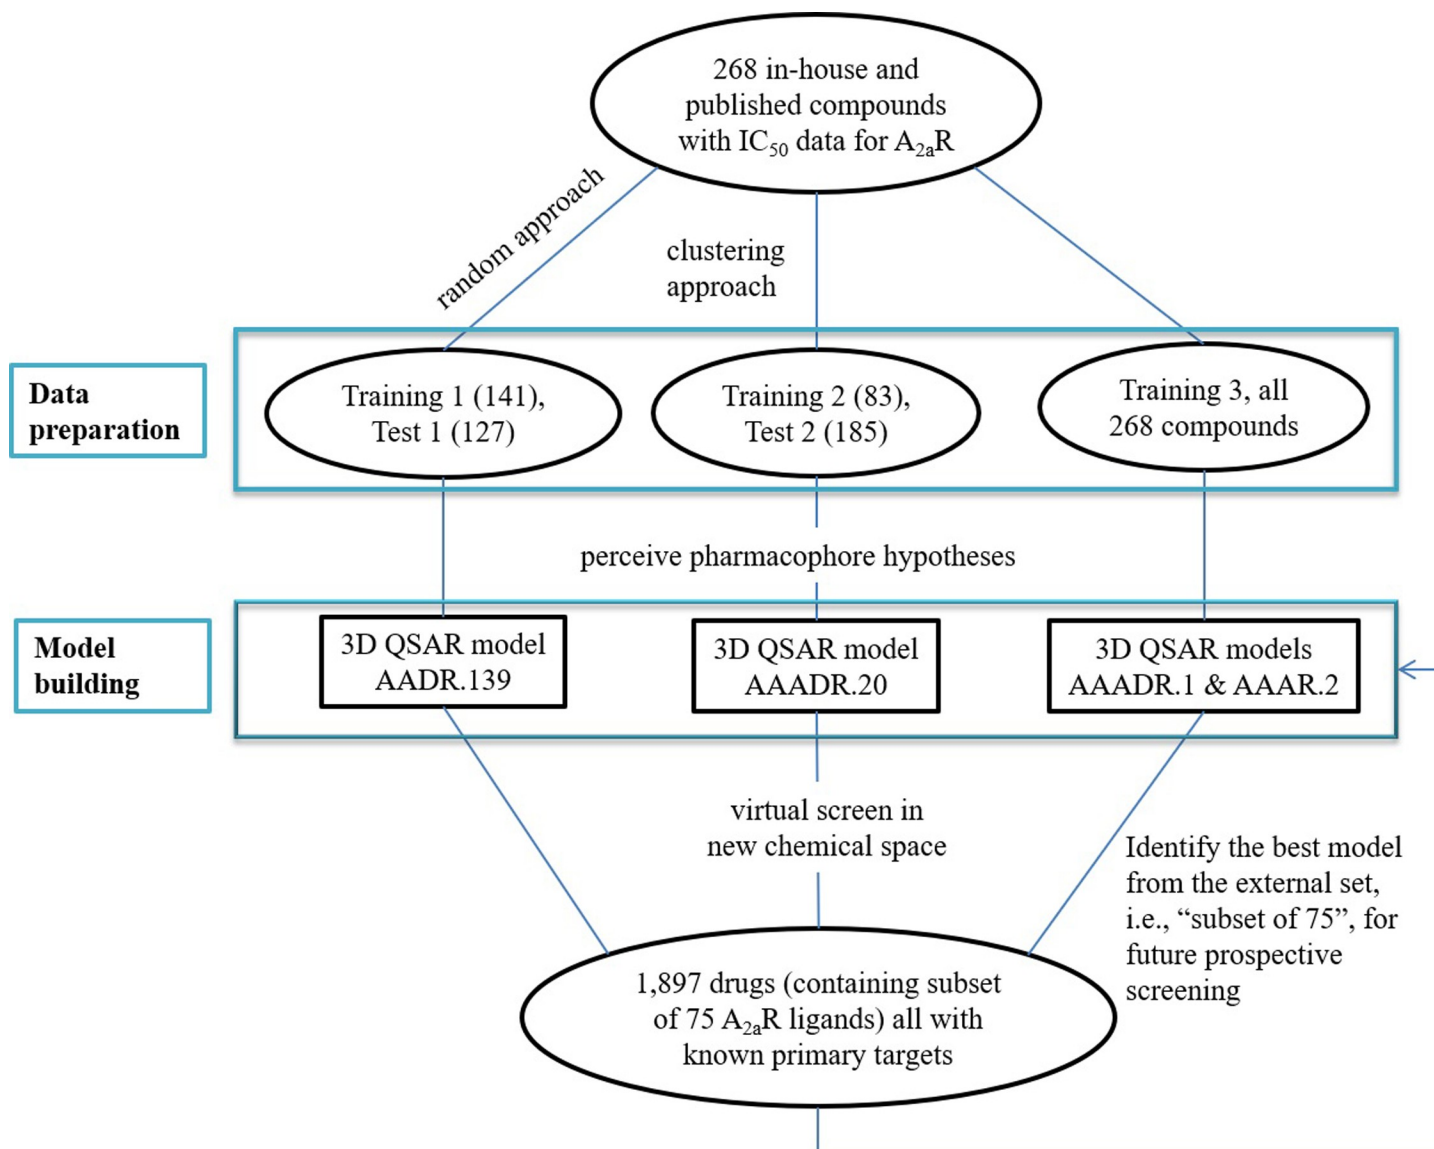 268 in-house and
published compounds
with IC₅₀ data for A₂ₐR
random approach
clustering
approach
Data
preparation
Training 1 (141),
Test 1 (127)
Training 2 (83),
Test 2 (185)
Training 3, all
268 compounds
perceive pharmacophore hypotheses
Model
building
3D QSAR model
AADR.139
3D QSAR model
AAADR.20
3D QSAR models
AAADR.1 & AAAR.2
virtual screen in
new chemical space
Identify the best model
from the external set,
i.e., “subset of 75”, for
future prospective
screening
1,897 drugs (containing subset
of 75 A₂ₐR ligands) all with
known primary targets